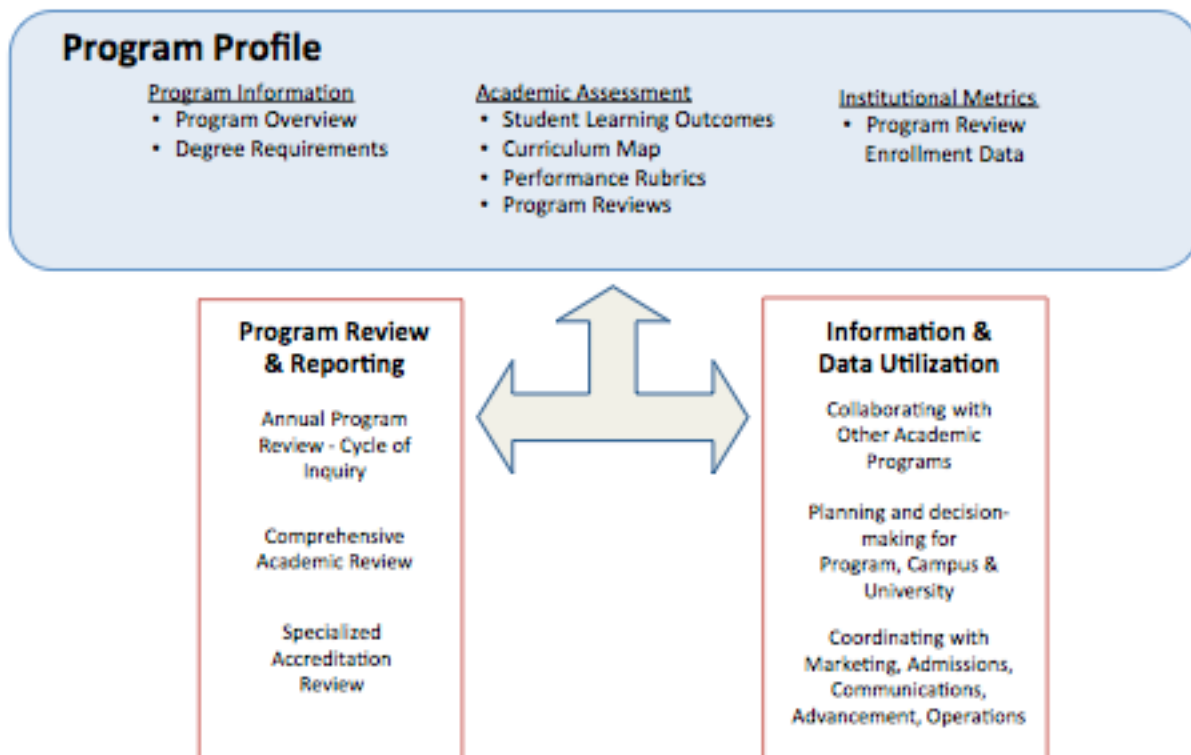 Program Profile
Program Information
• Program Overview
• Degree Requirements
Academic Assessment
• Student Learning Outcomes
• Curriculum Map
• Performance Rubrics
• Program Reviews
Institutional Metrics
• Program Review
Enrollment Data
Program Review
& Reporting
Annual Program
Review - Cycle of
Inquiry
Comprehensive
Academic Review
Specialized
Accreditation
Review
Information &
Data Utilization
Collaborating with
Other Academic
Programs
Planning and decision-
making for
Program, Campus &
University
Coordinating with
Marketing, Admissions,
Communications,
Advancement, Operations